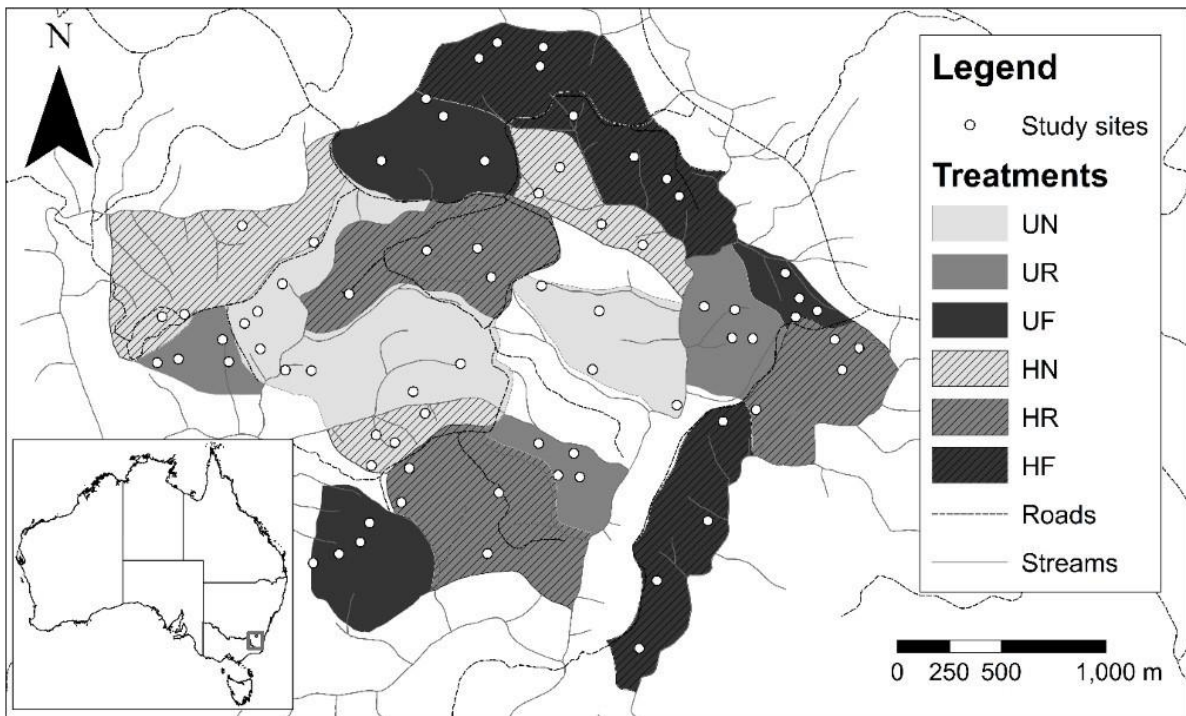 N
Legend
Study sites
Treatments
UN
UR
UF
HN
HR
HF
Roads
Streams
0 250 500 1,000 m